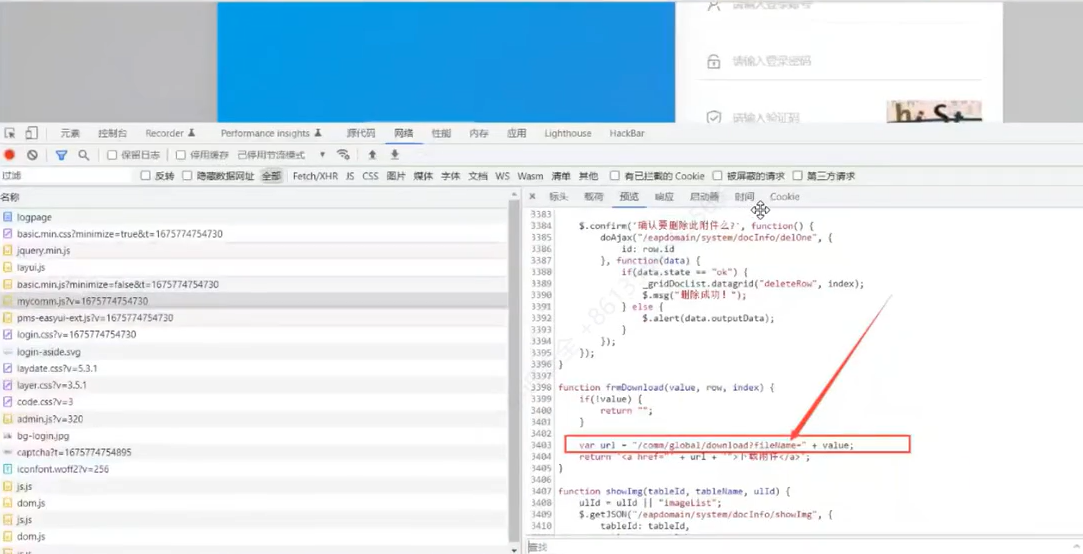 请输入登录密码
请输入验证码
元素 控制台 Recorder Performance insights 源代码 网络 性能 内存 应用 Lighthouse HackBar
保留日志 停用缓存 已停用节流模式
过滤 反转 隐藏数据网址 全部 Fetch/XHR JS CSS 图片 媒体 字体 文档 WS Wasm 清单 其他 有已拦截的 Cookie 被屏蔽的请求 第三方请求
名称
× 标头 载荷 预览 响应 启动器 时间 Cookie
logpage
basic.min.css?minimize=true&t=1675774754730
jquery.min.js
layui.js
basic.min.js?minimize=false&t=1675774754730
mycomm.js?v=1675774754730
pms-easyui-ext.js?v=1675774754730
login.css?v=1675774754730
login-aside.svg
laydate.css?v=5.3.1
layer.css?v=3.5.1
code.css?v=3
admin.js?v=320
bg-login.jpg
captcha?t=1675774754895
iconfont.woff2?v=256
js.js
dom.js
js.js
dom.js
3383
3384 $.confirm("确认要删除此附件么?", function() {
3385 doAjax("/eapdomain/system/docInfo/delOne", {
3386 id: row.id
3387 }, function(data) {
3388 if(data.state == "ok") {
3389 _gridDocList.datagrid("deleteRow", index);
3390 $.msg("删除成功!");
3391 } else {
3392 $.alert(data.outputData);
3393 }
3394 });
3395 });
3396 }
3397
3398 function frmDownload(value, row, index) {
3399 if(!value) {
3400 return "";
3401 }
3402
3403 var url = "/comm/global/download?fileName=" + value;
3404 return "<a href='" + url + "'>下载附件</a>";
3405 }
3406
3407 function showImg(tableId, tableName, ulId) {
3408 ulId = ulId || "imageList";
3409 $.getJSON("/eapdomain/system/docInfo/showImg", {
3410 tableId: tableId,
查找